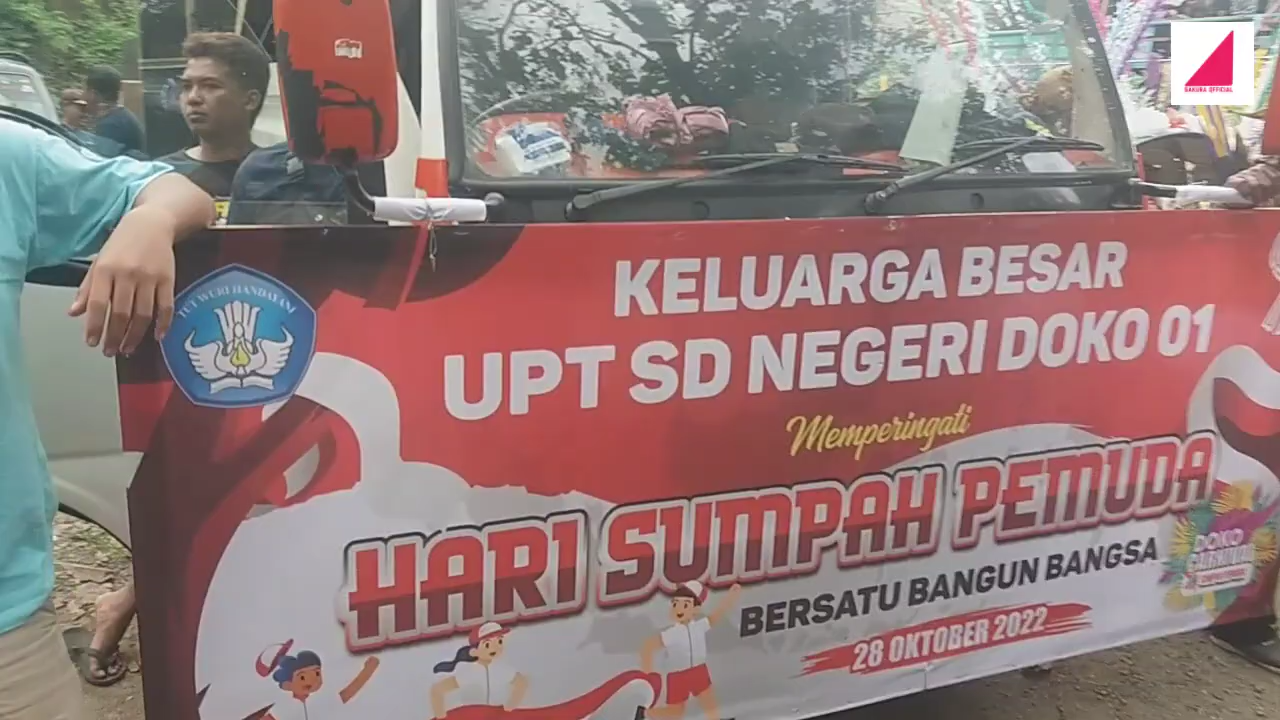 SAKURA OFFICIAL
TUT WURI HANDAYANI
KELUARGA BESAR
UPT SD NEGERI DOKO 01
Memperingati
HARI SUMPAH PEMUDA
BERSATU BANGUN BANGSA
28 OKTOBER 2022
DOKO